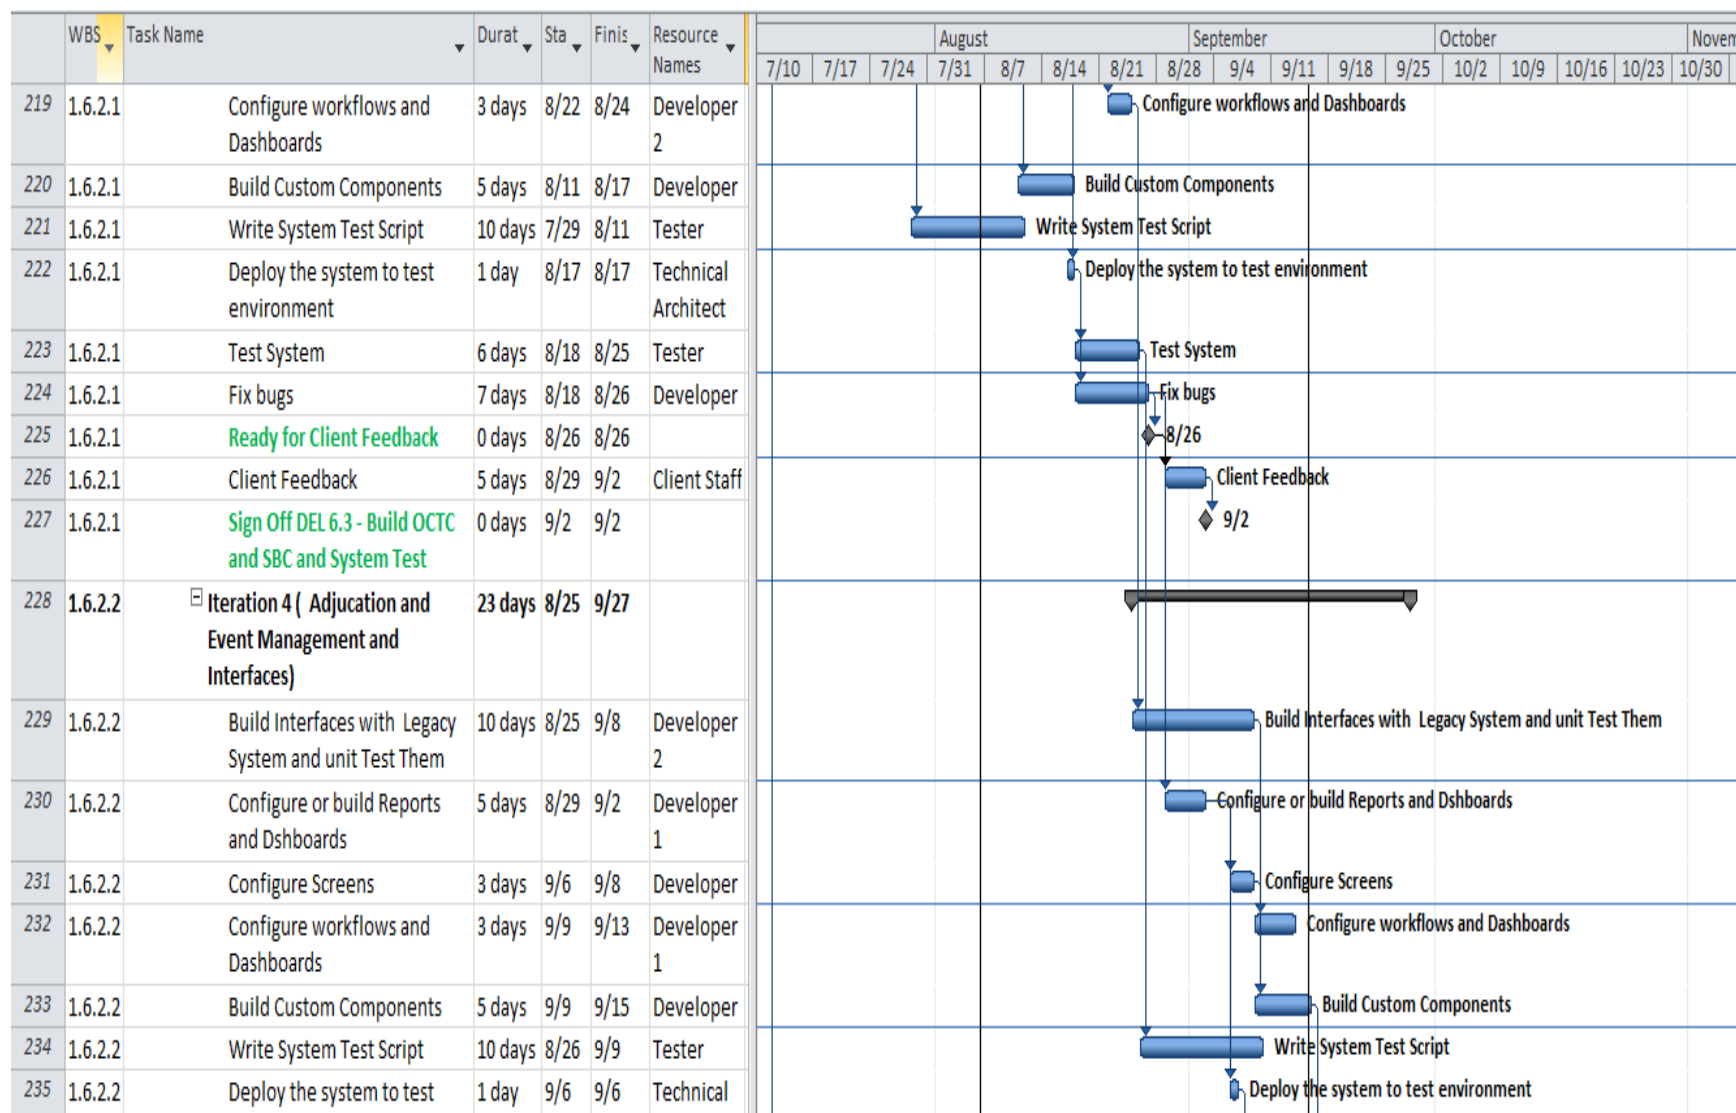 WBS Task Name Durat Sta Finis Resource Names
August September October Novem
7/10 7/17 7/24 7/31 8/7 8/14 8/21 8/28 9/4 9/11 9/18 9/25 10/2 10/9 10/16 10/23 10/30
219 1.6.2.1 Configure workflows and Dashboards 3 days 8/22 8/24 Developer 2 Configure workflows and Dashboards
220 1.6.2.1 Build Custom Components 5 days 8/11 8/17 Developer Build Custom Components
221 1.6.2.1 Write System Test Script 10 days 7/29 8/11 Tester Write System Test Script
222 1.6.2.1 Deploy the system to test environment 1 day 8/17 8/17 Technical Architect Deploy the system to test environment
223 1.6.2.1 Test System 6 days 8/18 8/25 Tester Test System
224 1.6.2.1 Fix bugs 7 days 8/18 8/26 Developer Fix bugs
225 1.6.2.1 Ready for Client Feedback 0 days 8/26 8/26 8/26
226 1.6.2.1 Client Feedback 5 days 8/29 9/2 Client Staff Client Feedback
227 1.6.2.1 Sign Off DEL 6.3 - Build OCTC and SBC and System Test 0 days 9/2 9/2 9/2
228 1.6.2.2 Iteration 4 ( Adjucation and Event Management and Interfaces) 23 days 8/25 9/27
229 1.6.2.2 Build Interfaces with Legacy System and unit Test Them 10 days 8/25 9/8 Developer 2 Build Interfaces with Legacy System and unit Test Them
230 1.6.2.2 Configure or build Reports and Dshboards 5 days 8/29 9/2 Developer 1 Configure or build Reports and Dshboards
231 1.6.2.2 Configure Screens 3 days 9/6 9/8 Developer Configure Screens
232 1.6.2.2 Configure workflows and Dashboards 3 days 9/9 9/13 Developer 1 Configure workflows and Dashboards
233 1.6.2.2 Build Custom Components 5 days 9/9 9/15 Developer Build Custom Components
234 1.6.2.2 Write System Test Script 10 days 8/26 9/9 Tester Write System Test Script
235 1.6.2.2 Deploy the system to test 1 day 9/6 9/6 Technical Deploy the system to test environment